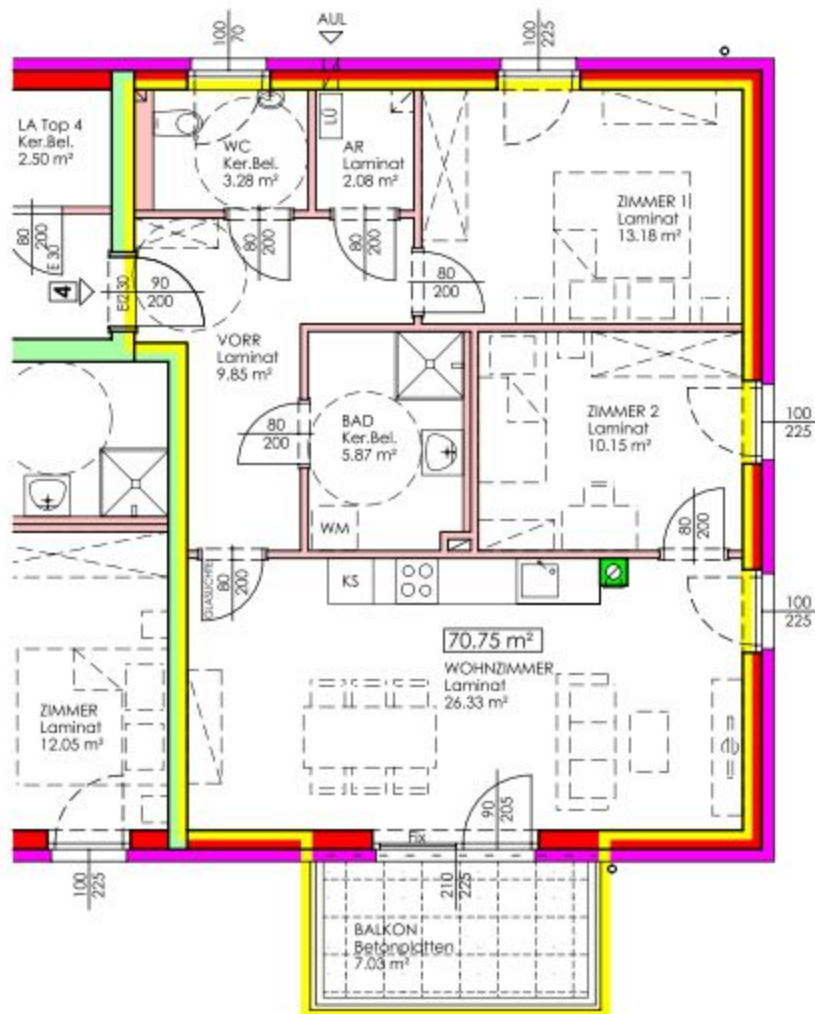 100
70
AUL
100
225
LA Top 4
Ker.Bel.
2.50 m²
WC
Ker.Bel.
3.28 m²
LÜ
AR
Laminat
2.08 m²
ZIMMER 1
Laminat
13.18 m²
80
200
E 30
80
200
80
200
80
200
4
EI230
90
200
VORR
Laminat
9.85 m²
80
200
BAD
Ker.Bel.
5.87 m²
ZIMMER 2
Laminat
10.15 m²
100
225
WM
80
200
GLASLICHTE
80
200
KS
100
225
70.75 m²
WOHNZIMMER
Laminat
26.33 m²
ZIMMER
Laminat
12.05 m²
90
205
Fix
100
225
210
225
BALKON
Betonplatten
7.03 m²